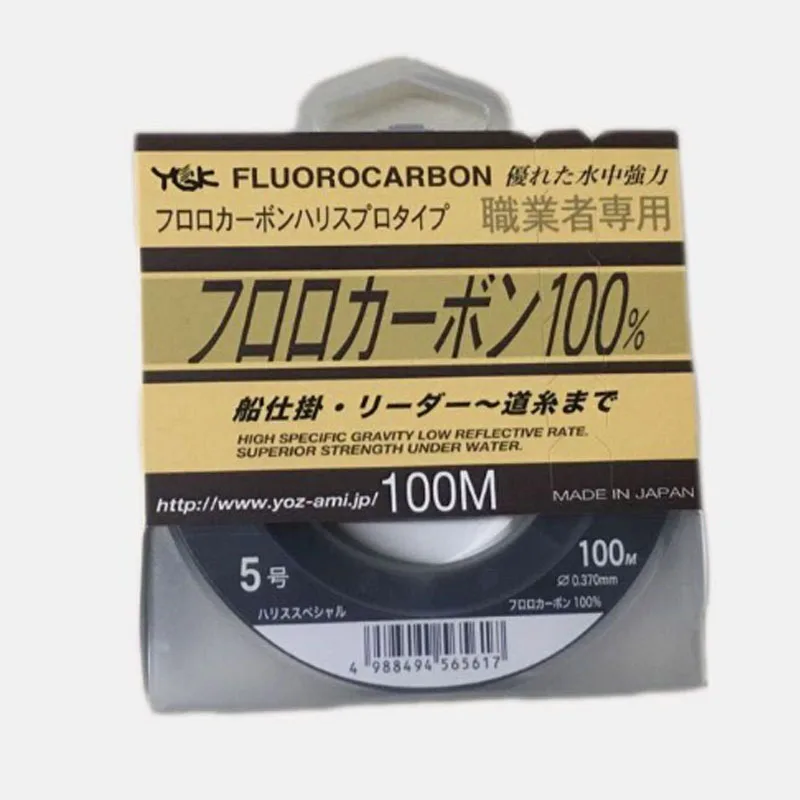 YGK FLUOROCARBON 優れた水中強力
フロロカーボンハリスプロタイプ 職業者専用
フロロカーボン100%
船仕掛・リーダー～道糸まで
HIGH SPECIFIC GRAVITY LOW REFLECTIVE RATE.
SUPERIOR STRENGTH UNDER WATER.
http://www.yoz-ami.jp/ 100M MADE IN JAPAN
5号 100M
Ø0.370mm
ハリススペシャル フロロカーボン 100%
4 988494 565617